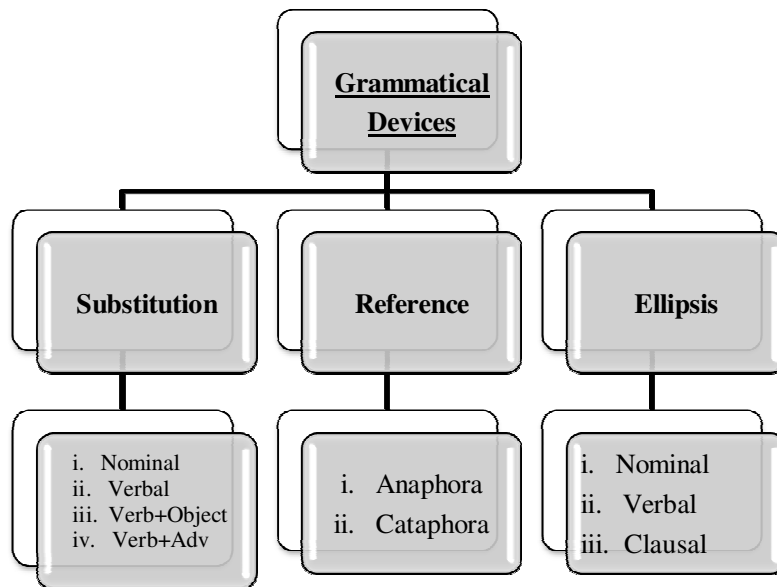 Grammatical
Devices
Substitution
Reference
Ellipsis
i. Nominal
ii. Verbal
iii. Verb+Object
iv. Verb+Adv
i. Anaphora
ii. Cataphora
i. Nominal
ii. Verbal
iii. Clausal